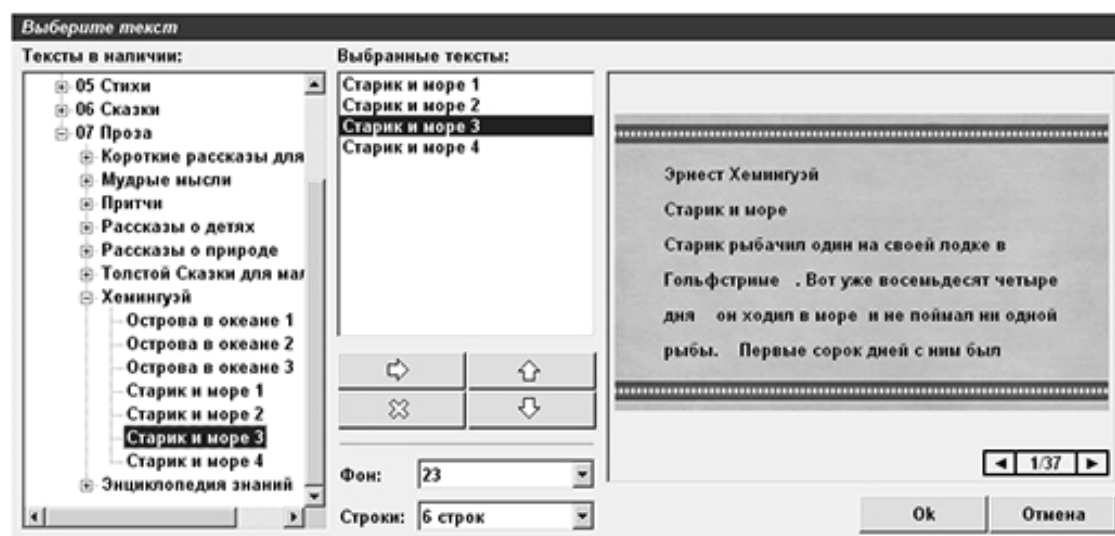 Выберите текст
Тексты в наличии:
05 Стихи
06 Сказки
07 Проза
Короткие рассказы для
Мудрые мысли
Притчи
Рассказы о детях
Рассказы о природе
Толстой Сказки для мал
Хемингуэй
Острова в океане 1
Острова в океане 2
Острова в океане 3
Старик и море 1
Старик и море 2
Старик и море 3
Старик и море 4
Энциклопедия знаний
Выбранные тексты:
Старик и море 1
Старик и море 2
Старик и море 3
Старик и море 4
Фон: 23
Строки: 6 строк
Эрнест Хемингуэй
Старик и море
Старик рыбачил один на своей лодке в
Гольфстриме . Вот уже восемьдесят четыре
дня он ходил в море и не поймал ни одной
рыбы. Первые сорок дней с ним был
1/37
Ok Отмена